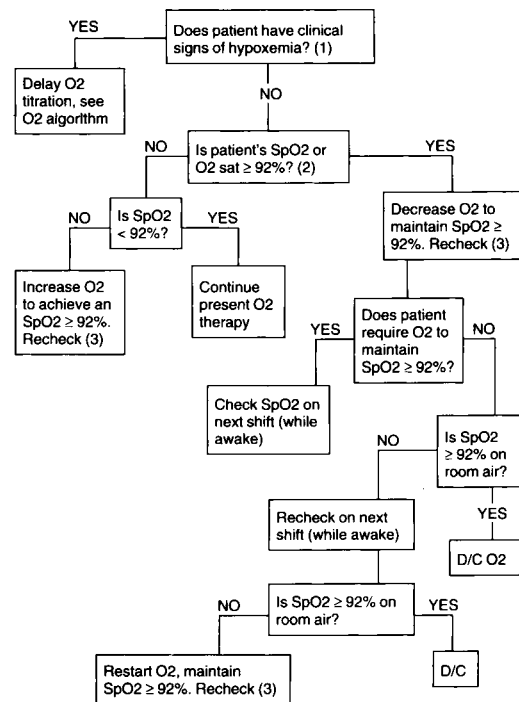 YES
Does patient have clinical
signs of hypoxemia? (1)
Delay O2
titration, see
O2 algorithm
NO
NO
Is patient's SpO2 or
O2 sat ≥ 92%? (2)
YES
NO
Is SpO2
< 92%?
YES
Decrease O2 to
maintain SpO2 ≥
92%. Recheck (3)
Increase O2
to achieve an
SpO2 ≥ 92%.
Recheck (3)
Continue
present O2
therapy
YES
Does patient
require O2 to
maintain
SpO2 ≥ 92%?
NO
Check SpO2 on
next shift (while
awake)
NO
Is SpO2
≥ 92% on
room air?
Recheck on next
shift (while awake)
YES
D/C O2
NO
Is SpO2 ≥ 92% on
room air?
YES
Restart O2, maintain
SpO2 ≥ 92%. Recheck (3)
D/C